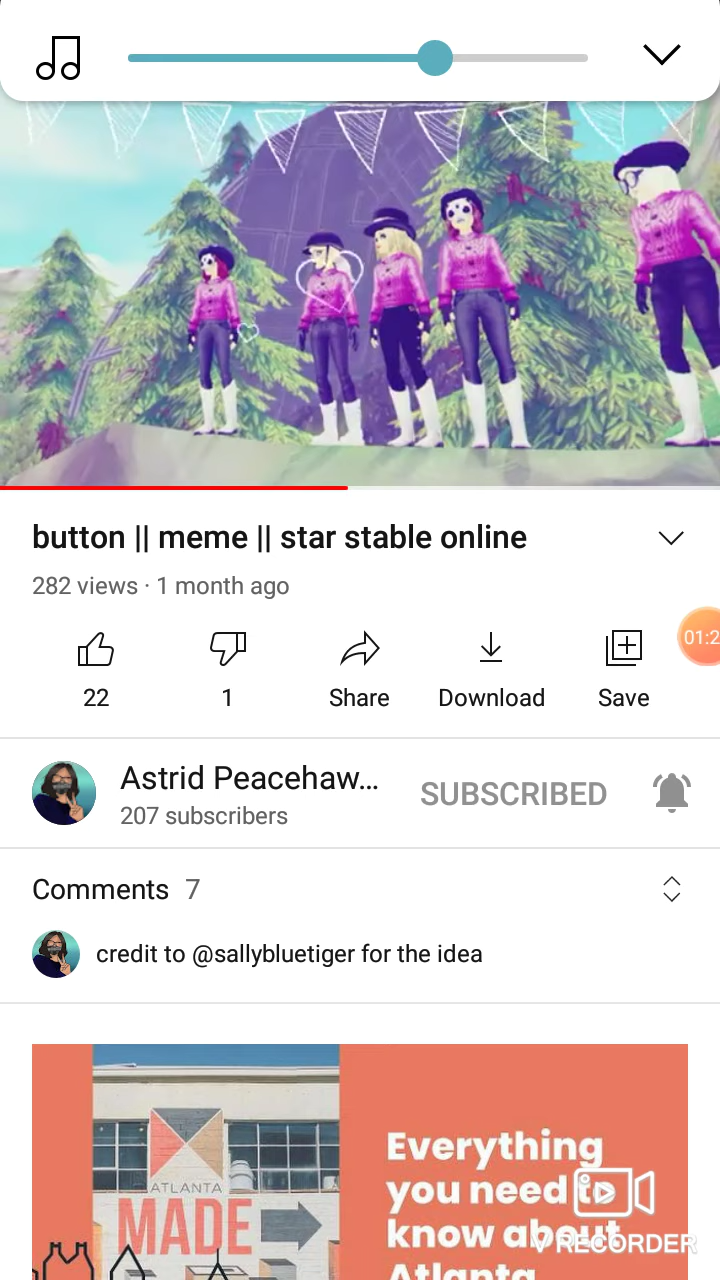 button || meme || star stable online
282 views · 1 month ago
01:2
22
1
Share
Download
Save
Astrid Peacehaw...
207 subscribers
SUBSCRIBED
Comments 7
credit to @sallybluetiger for the idea
ATLANTA
MADE
Everything
you need to
know about
Atlanta
V RECORDER